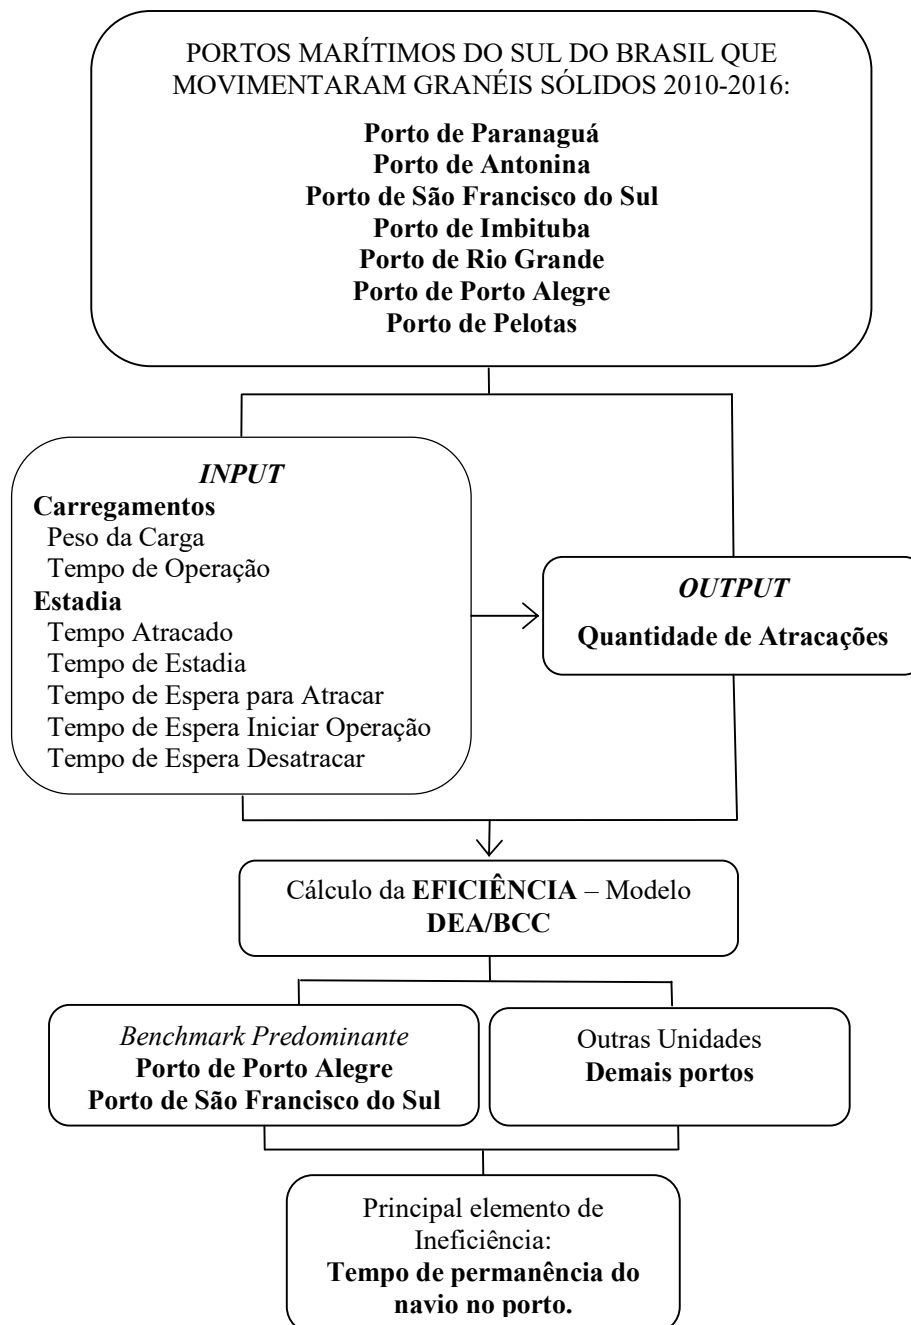 PORTOS MARÍTIMOS DO SUL DO BRASIL QUE
MOVIMENTARAM GRANÉIS SÓLIDOS 2010-2016:
Porto de Paranaguá
Porto de Antonina
Porto de São Francisco do Sul
Porto de Imbituba
Porto de Rio Grande
Porto de Porto Alegre
Porto de Pelotas
INPUT
Carregamentos
Peso da Carga
Tempo de Operação
Estadia
Tempo Atracado
Tempo de Estadia
Tempo de Espera para Atracar
Tempo de Espera Iniciar Operação
Tempo de Espera Desatracar
OUTPUT
Quantidade de Atracações
Cálculo da EFICIÊNCIA – Modelo
DEA/BCC
Benchmark Predominante
Porto de Porto Alegre
Porto de São Francisco do Sul
Outras Unidades
Demais portos
Principal elemento de
Ineficiência:
Tempo de permanência do
navio no porto.